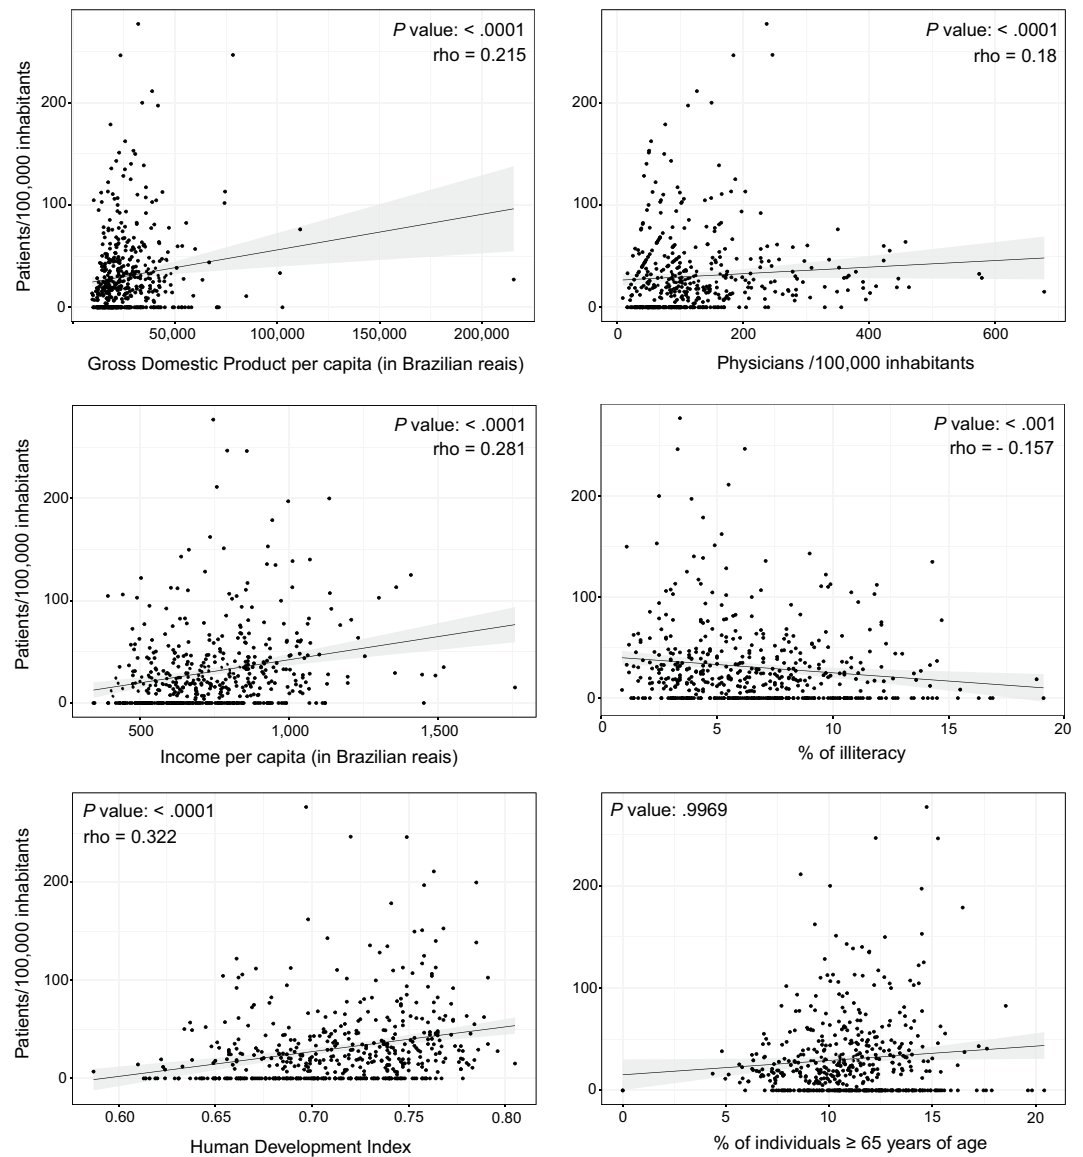 P value: < .0001
rho = 0.215
Patients/100,000 inhabitants
200
100
0
50,000
100,000
150,000
200,000
Gross Domestic Product per capita (in Brazilian reais)
P value: < .0001
rho = 0.18
200
100
0
0
200
400
600
Physicians /100,000 inhabitants
P value: < .0001
rho = 0.281
Patients/100,000 inhabitants
200
100
0
500
1,000
1,500
Income per capita (in Brazilian reais)
P value: < .001
rho = - 0.157
200
100
0
0
5
10
15
20
% of illiteracy
P value: < .0001
rho = 0.322
Patients/100,000 inhabitants
200
100
0
0.60
0.65
0.70
0.75
0.80
Human Development Index
P value: .9969
200
100
0
0
5
10
15
20
% of individuals ≥ 65 years of age